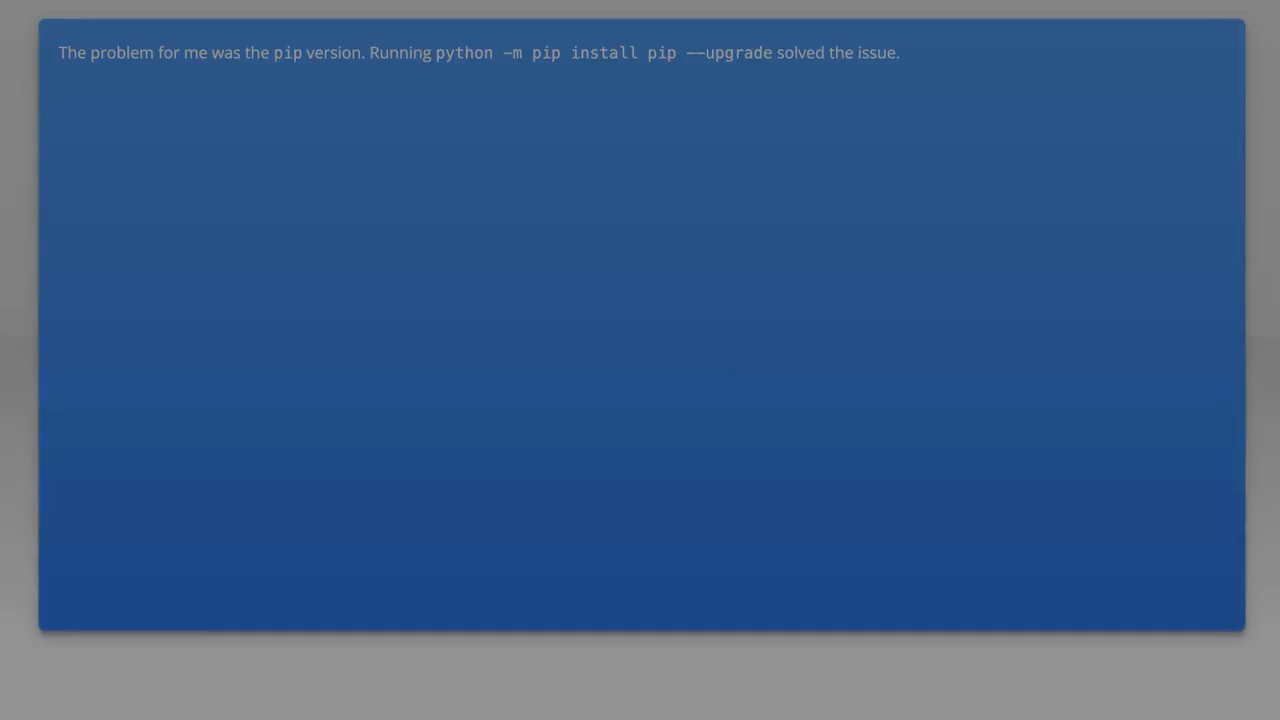 The problem for me was the pip version. Running python -m pip install pip --upgrade solved the issue.